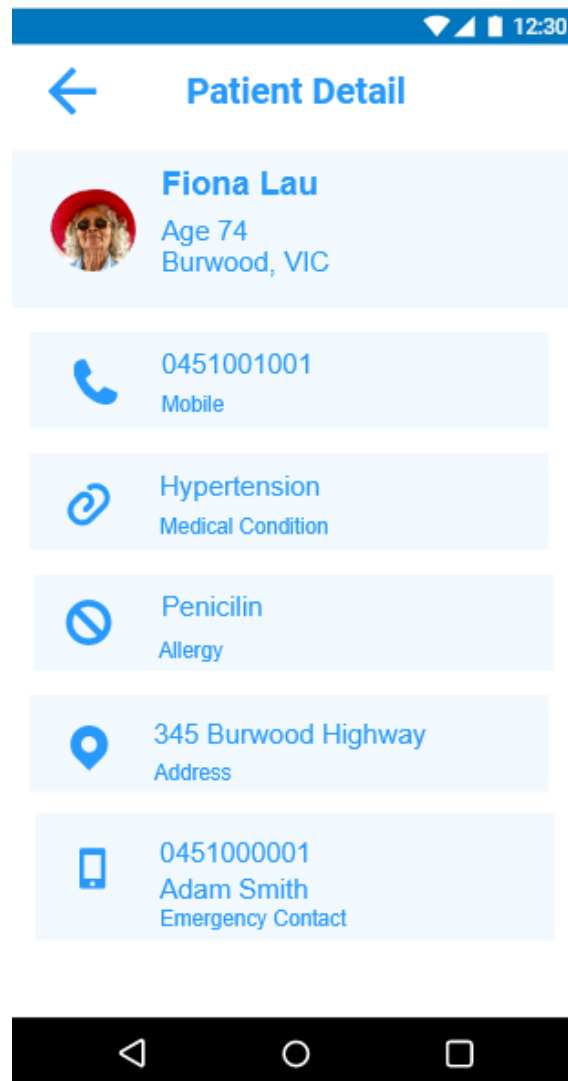 12:30
Patient Detail
Fiona Lau
Age 74
Burwood, VIC
0451001001
Mobile
Hypertension
Medical Condition
Penicilin
Allergy
345 Burwood Highway
Address
0451000001
Adam Smith
Emergency Contact